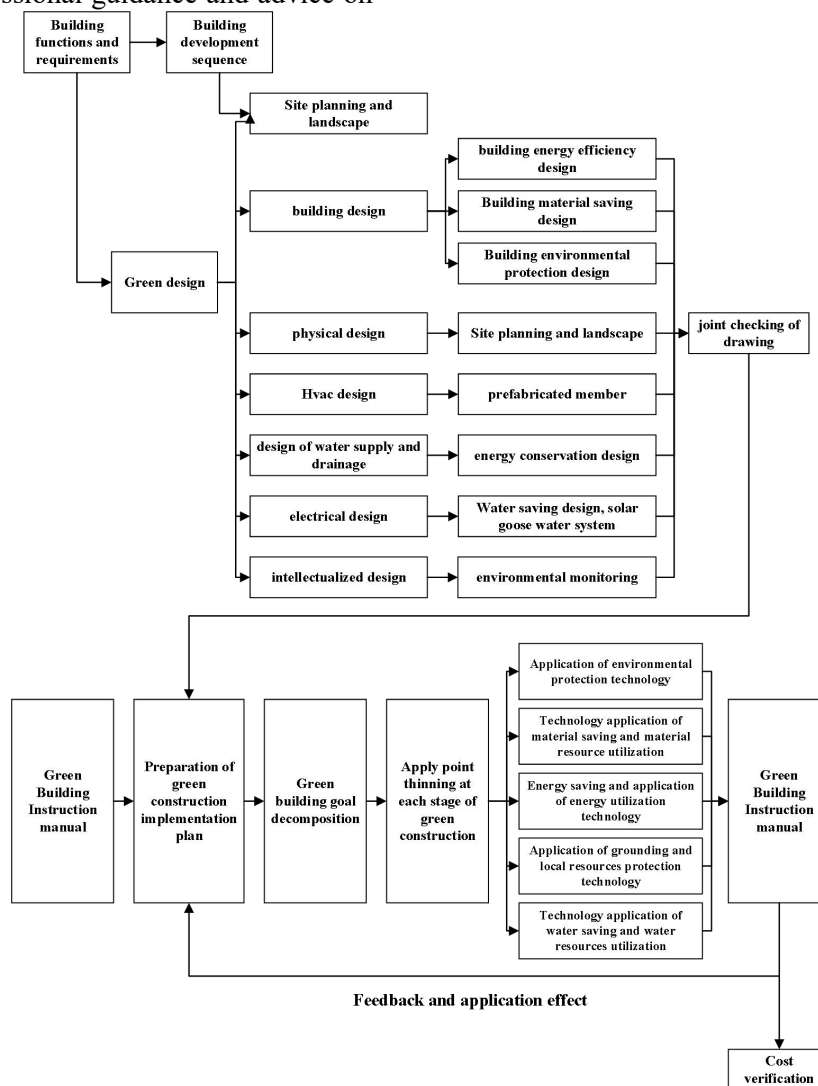 ssional guidance and advice on
Building
functions and
requirements
Building
development
sequence
Site planning and
landscape
building energy efficiency
design
building design
Building material saving
design
Building environmental
protection design
Green design
physical design
Site planning and landscape
joint checking of
drawing
Hvac design
prefabricated member
design of water supply and
drainage
energy conservation design
electrical design
Water saving design, solar
goose water system
intellectualized design
environmental monitoring
Green
Building
Instruction
manual
Preparation of
green
construction
implementation
plan
Green
building goal
decomposition
Apply point
thinning at
each stage of
green
construction
Application of environmental
protection technology
Technology application of
material saving and material
resource utilization
Energy saving and application
of energy utilization
technology
Application of grounding and
local resources protection
technology
Technology application of
water saving and water
resources utilization
Green
Building
Instruction
manual
Feedback and application effect
Cost
verification